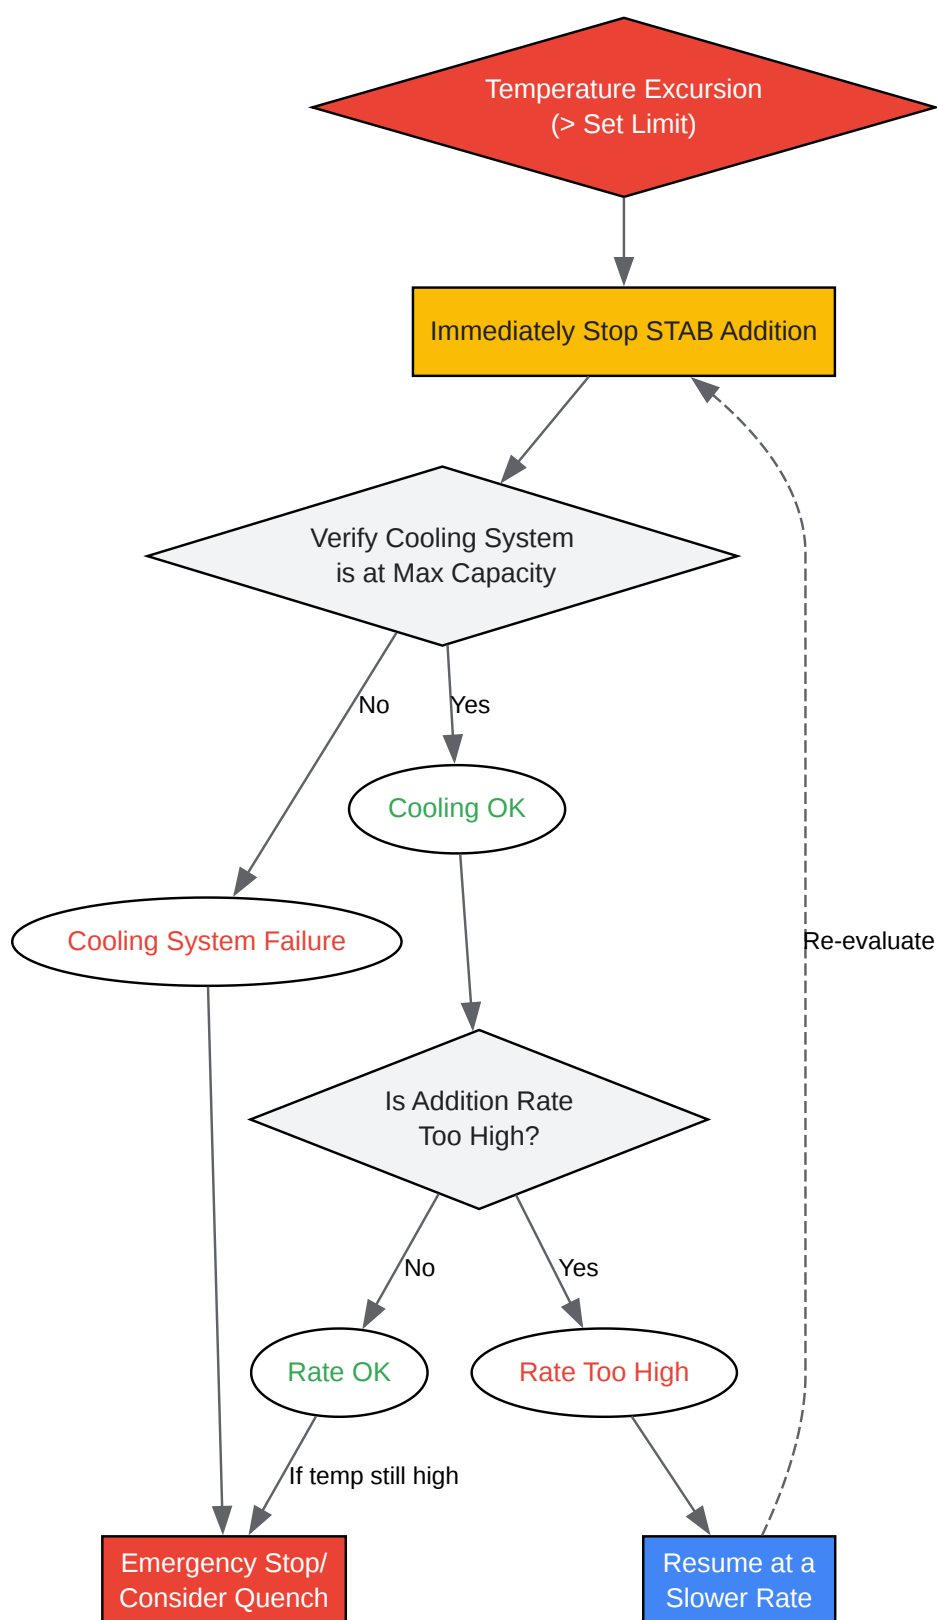 Temperature Excursion
(> Set Limit)
Immediately Stop STAB Addition
Verify Cooling System
is at Max Capacity
No
Yes
Cooling OK
Cooling System Failure
Re-evaluate
Is Addition Rate
Too High?
No
Yes
Rate OK
Rate Too High
If temp still high
Emergency Stop/
Consider Quench
Resume at a
Slower Rate